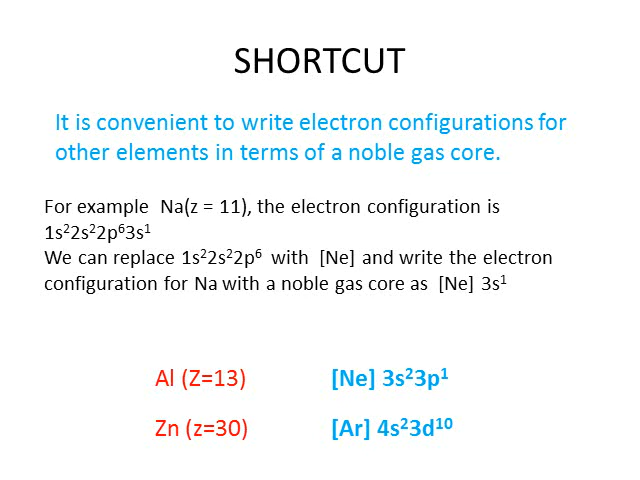 SHORTCUT
It is convenient to write electron configurations for
other elements in terms of a noble gas core.
For example  Na(z = 11), the electron configuration is
1s²2s²2p⁶3s¹
We can replace 1s²2s²2p⁶ with  [Ne] and write the electron
configuration for Na with a noble gas core as  [Ne] 3s¹
Al (Z=13) [Ne] 3s²3p¹
Zn (z=30) [Ar] 4s²3d¹⁰